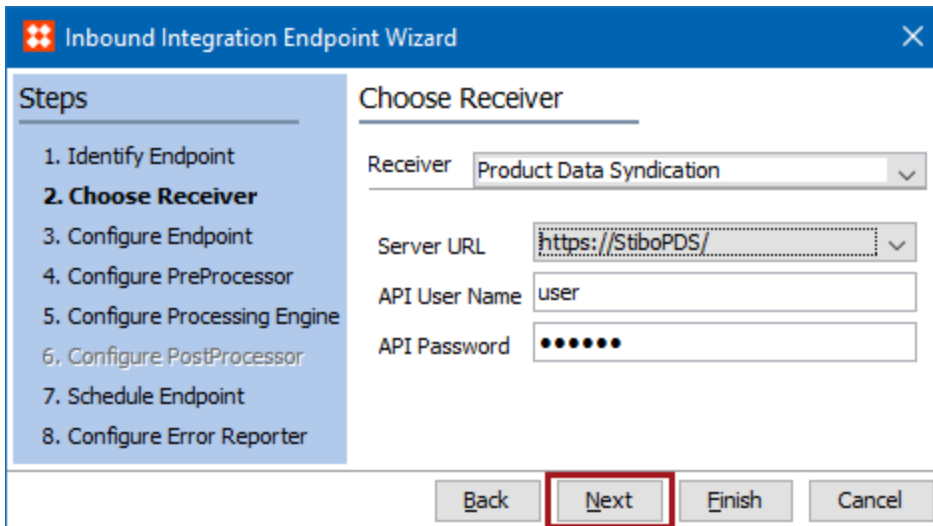 Inbound Integration Endpoint Wizard
Steps
1. Identify Endpoint
2. Choose Receiver
3. Configure Endpoint
4. Configure PreProcessor
5. Configure Processing Engine
6. Configure PostProcessor
7. Schedule Endpoint
8. Configure Error Reporter
Choose Receiver
Receiver Product Data Syndication
Server URL https://StiboPDS/
API User Name user
API Password ●●●●●●
Back Next Finish Cancel